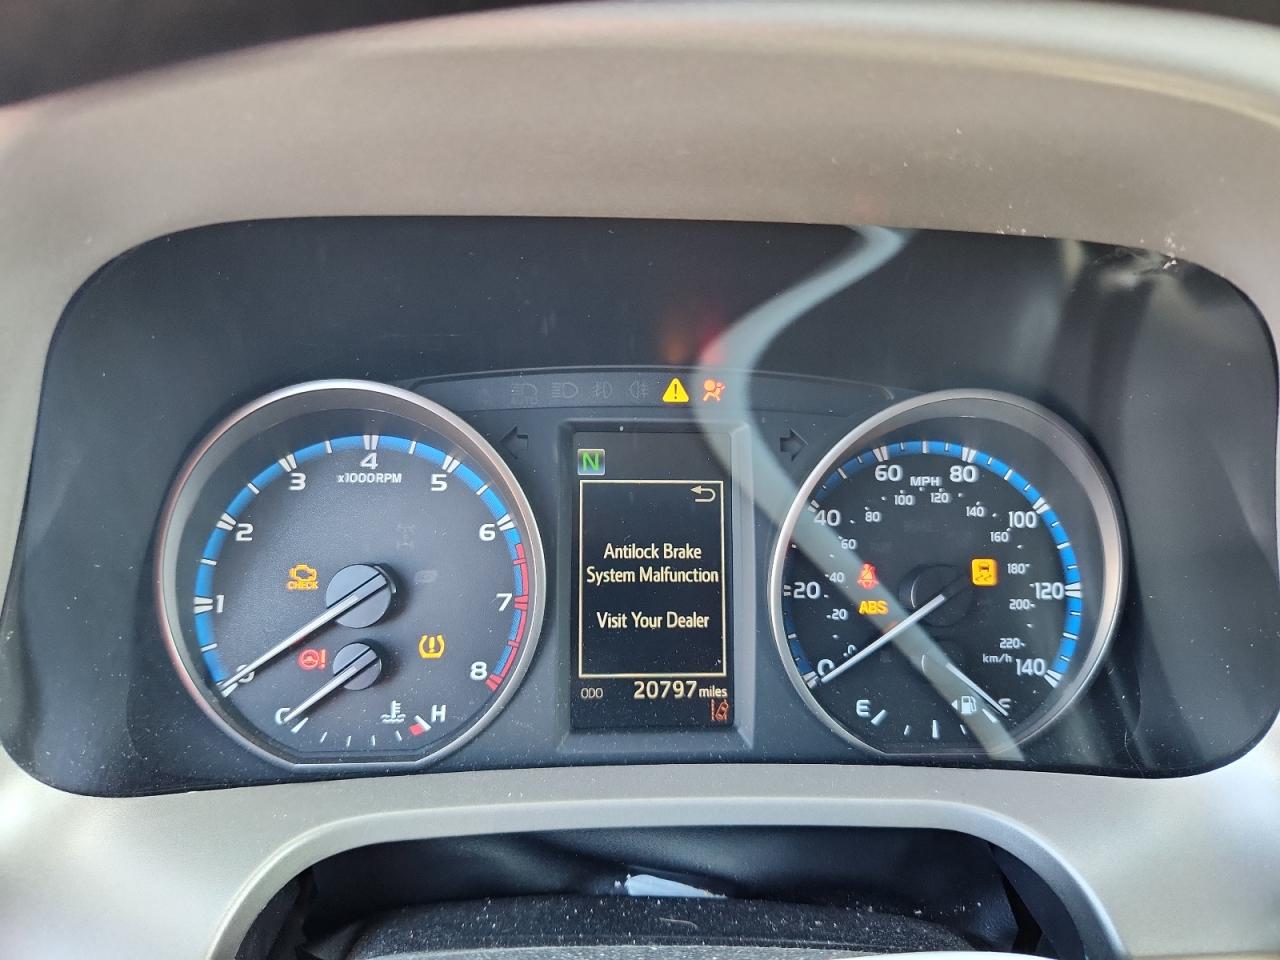 N
Antilock Brake
System Malfunction
Visit Your Dealer
ODO 20797 miles
1 2 3 4 5 6 7 8
x1000RPM
CHECK
C H
0 20 40 60 80 100 120 140
MPH
0 20 40 60 80 100 120 140 160 180 200 220
km/h
ABS
E